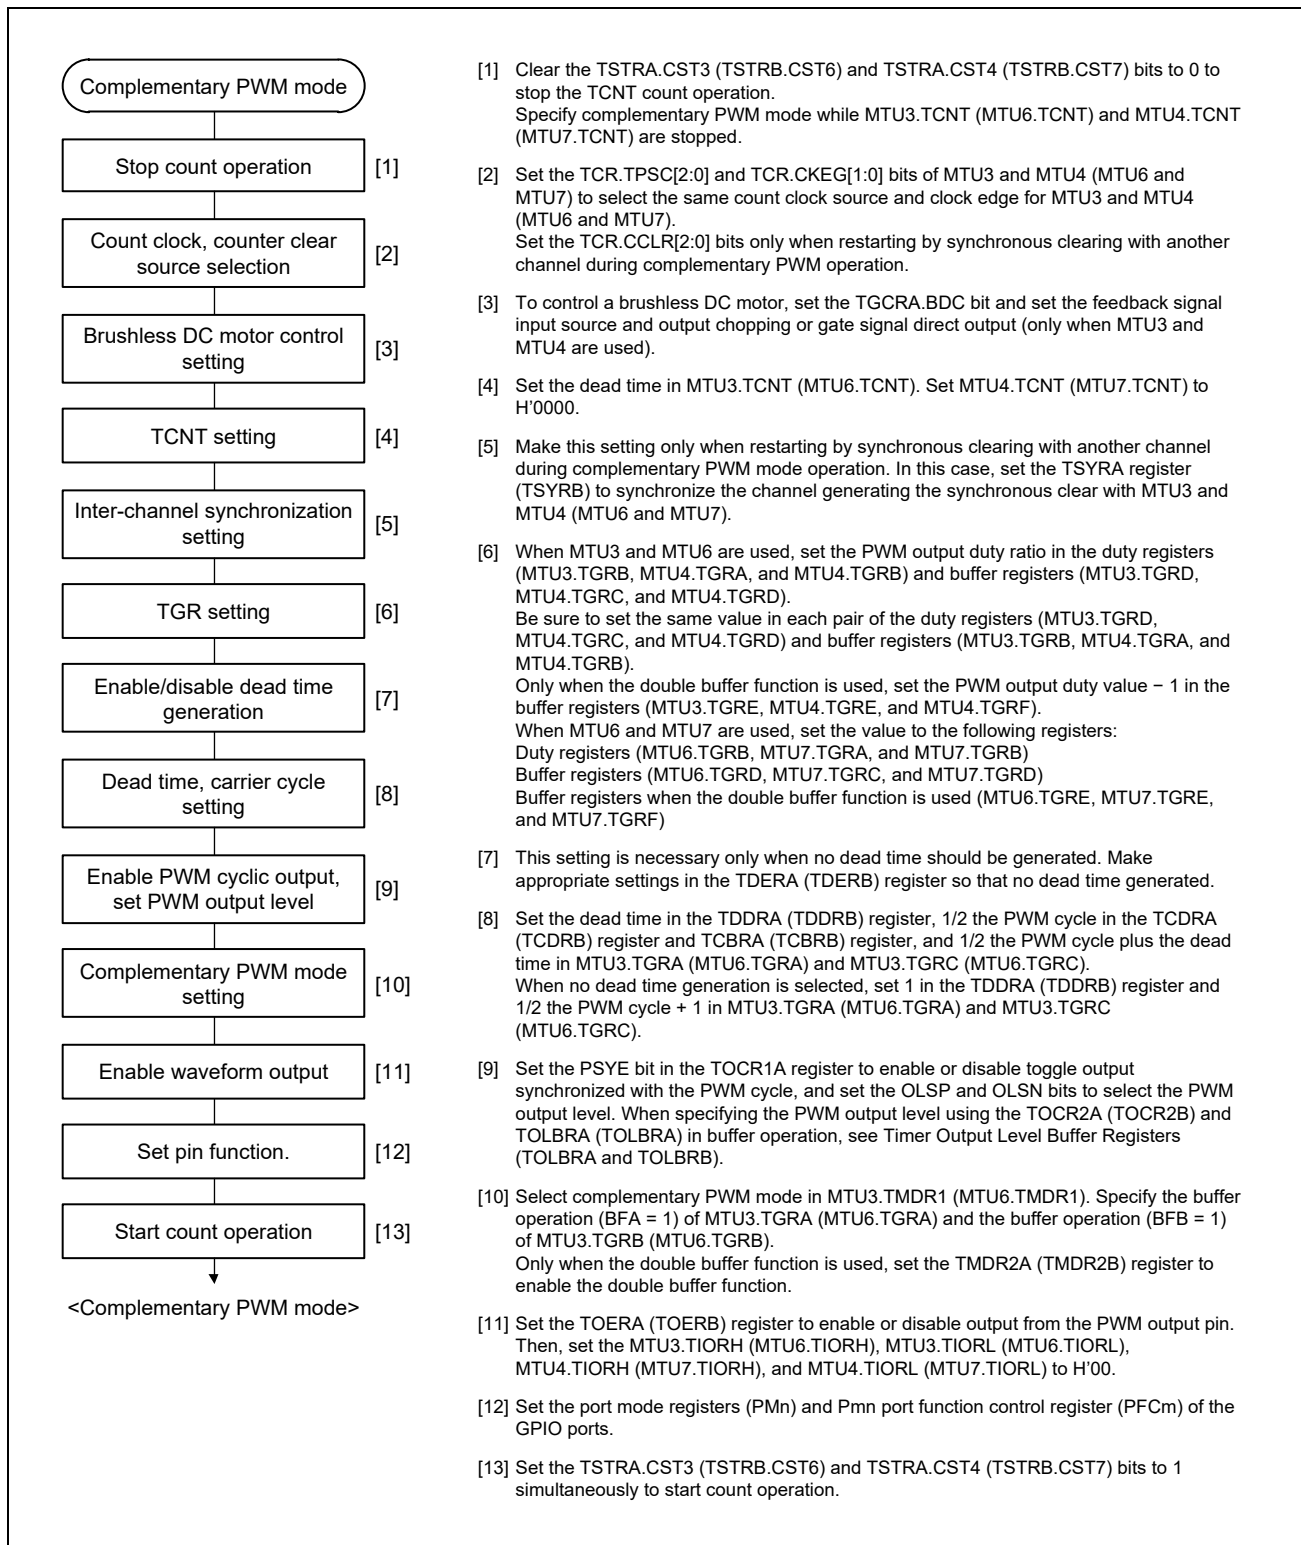 Complementary PWM mode
Stop count operation
[1]
Count clock, counter clear
source selection
[2]
Brushless DC motor control
setting
[3]
TCNT setting
[4]
Inter-channel synchronization
setting
[5]
TGR setting
[6]
Enable/disable dead time
generation
[7]
Dead time, carrier cycle
setting
[8]
Enable PWM cyclic output,
set PWM output level
[9]
Complementary PWM mode
setting
[10]
Enable waveform output
[11]
Set pin function.
[12]
Start count operation
[13]
<Complementary PWM mode>
[1] Clear the TSTRA.CST3 (TSTRB.CST6) and TSTRA.CST4 (TSTRB.CST7) bits to 0 to
stop the TCNT count operation.
Specify complementary PWM mode while MTU3.TCNT (MTU6.TCNT) and MTU4.TCNT
(MTU7.TCNT) are stopped.
[2] Set the TCR.TPSC[2:0] and TCR.CKEG[1:0] bits of MTU3 and MTU4 (MTU6 and
MTU7) to select the same count clock source and clock edge for MTU3 and MTU4
(MTU6 and MTU7).
Set the TCR.CCLR[2:0] bits only when restarting by synchronous clearing with another
channel during complementary PWM operation.
[3] To control a brushless DC motor, set the TGCRA.BDC bit and set the feedback signal
input source and output chopping or gate signal direct output (only when MTU3 and
MTU4 are used).
[4] Set the dead time in MTU3.TCNT (MTU6.TCNT). Set MTU4.TCNT (MTU7.TCNT) to
H'0000.
[5] Make this setting only when restarting by synchronous clearing with another channel
during complementary PWM mode operation. In this case, set the TSYRA register
(TSYRB) to synchronize the channel generating the synchronous clear with MTU3 and
MTU4 (MTU6 and MTU7).
[6] When MTU3 and MTU6 are used, set the PWM output duty ratio in the duty registers
(MTU3.TGRB, MTU4.TGRA, and MTU4.TGRB) and buffer registers (MTU3.TGRD,
MTU4.TGRC, and MTU4.TGRD).
Be sure to set the same value in each pair of the duty registers (MTU3.TGRD,
MTU4.TGRC, and MTU4.TGRD) and buffer registers (MTU3.TGRB, MTU4.TGRA, and
MTU4.TGRB).
Only when the double buffer function is used, set the PWM output duty value − 1 in the
buffer registers (MTU3.TGRE, MTU4.TGRE, and MTU4.TGRF).
When MTU6 and MTU7 are used, set the value to the following registers:
Duty registers (MTU6.TGRB, MTU7.TGRA, and MTU7.TGRB)
Buffer registers (MTU6.TGRD, MTU7.TGRC, and MTU7.TGRD)
Buffer registers when the double buffer function is used (MTU6.TGRE, MTU7.TGRE,
and MTU7.TGRF)
[7] This setting is necessary only when no dead time should be generated. Make
appropriate settings in the TDERA (TDERB) register so that no dead time generated.
[8] Set the dead time in the TDDRA (TDDRB) register, 1/2 the PWM cycle in the TCDRA
(TCDRB) register and TCBRA (TCBRB) register, and 1/2 the PWM cycle plus the dead
time in MTU3.TGRA (MTU6.TGRA) and MTU3.TGRC (MTU6.TGRC).
When no dead time generation is selected, set 1 in the TDDRA (TDDRB) register and
1/2 the PWM cycle + 1 in MTU3.TGRA (MTU6.TGRA) and MTU3.TGRC
(MTU6.TGRC).
[9] Set the PSYE bit in the TOCR1A register to enable or disable toggle output
synchronized with the PWM cycle, and set the OLSP and OLSN bits to select the PWM
output level. When specifying the PWM output level using the TOCR2A (TOCR2B) and
TOLBRA (TOLBRA) in buffer operation, see Timer Output Level Buffer Registers
(TOLBRA and TOLBRB).
[10] Select complementary PWM mode in MTU3.TMDR1 (MTU6.TMDR1). Specify the buffer
operation (BFA = 1) of MTU3.TGRA (MTU6.TGRA) and the buffer operation (BFB = 1)
of MTU3.TGRB (MTU6.TGRB).
Only when the double buffer function is used, set the TMDR2A (TMDR2B) register to
enable the double buffer function.
[11] Set the TOERA (TOERB) register to enable or disable output from the PWM output pin.
Then, set the MTU3.TIORH (MTU6.TIORH), MTU3.TIORL (MTU6.TIORL),
MTU4.TIORH (MTU7.TIORH), and MTU4.TIORL (MTU7.TIORL) to H'00.
[12] Set the port mode registers (PMn) and Pmn port function control register (PFCm) of the
GPIO ports.
[13] Set the TSTRA.CST3 (TSTRB.CST6) and TSTRA.CST4 (TSTRB.CST7) bits to 1
simultaneously to start count operation.